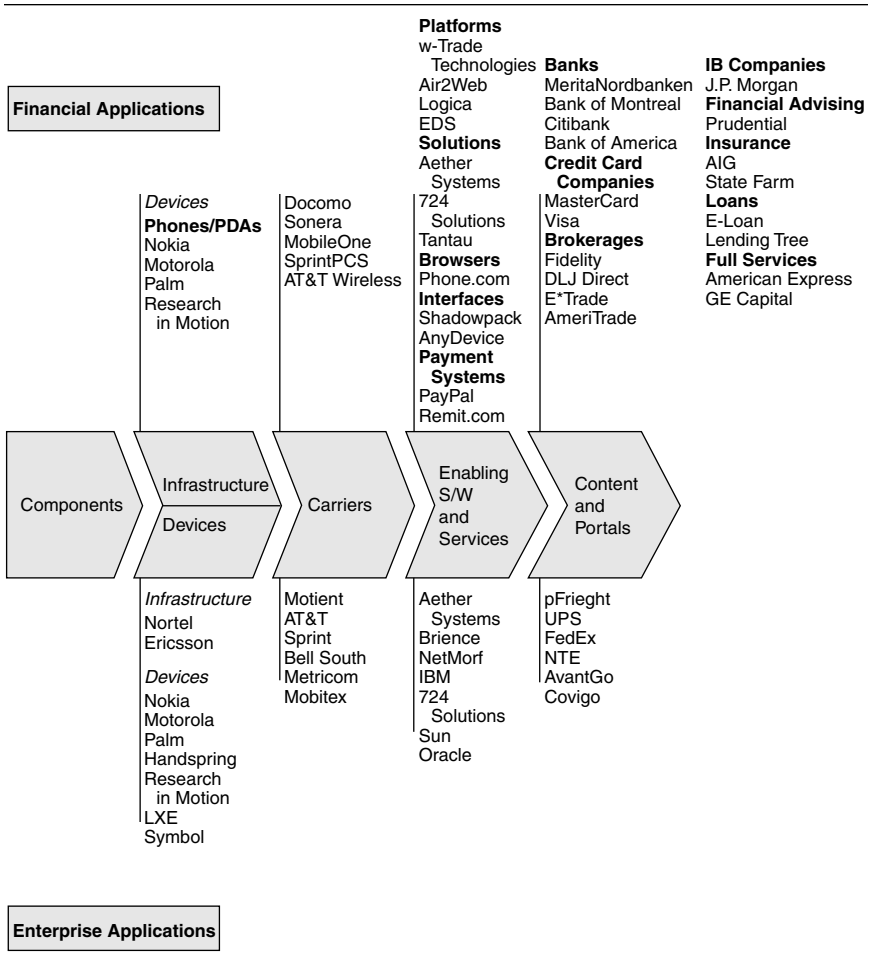 Financial Applications
Devices
Phones/PDAs
Nokia
Motorola
Palm
Research
in Motion
Docomo
Sonera
MobileOne
SprintPCS
AT&T Wireless
Platforms
w-Trade
Technologies
Air2Web
Logica
EDS
Solutions
Aether
Systems
724
Solutions
Tantau
Browsers
Phone.com
Interfaces
Shadowpack
AnyDevice
Payment
Systems
PayPal
Remit.com
Banks
MeritaNordbanken
Bank of Montreal
Citibank
Bank of America
Credit Card
Companies
MasterCard
Visa
Brokerages
Fidelity
DLJ Direct
E*Trade
AmeriTrade
IB Companies
J.P. Morgan
Financial Advising
Prudential
Insurance
AIG
State Farm
Loans
E-Loan
Lending Tree
Full Services
American Express
GE Capital
Components
Infrastructure
Devices
Carriers
Enabling
S/W
and
Services
Content
and
Portals
Infrastructure
Nortel
Ericsson
Devices
Nokia
Motorola
Palm
Handspring
Research
in Motion
LXE
Symbol
Motient
AT&T
Sprint
Bell South
Metricom
Mobitex
Aether
Systems
Brience
NetMorf
IBM
724
Solutions
Sun
Oracle
pFrieght
UPS
FedEx
NTE
AvantGo
Covigo
Enterprise Applications